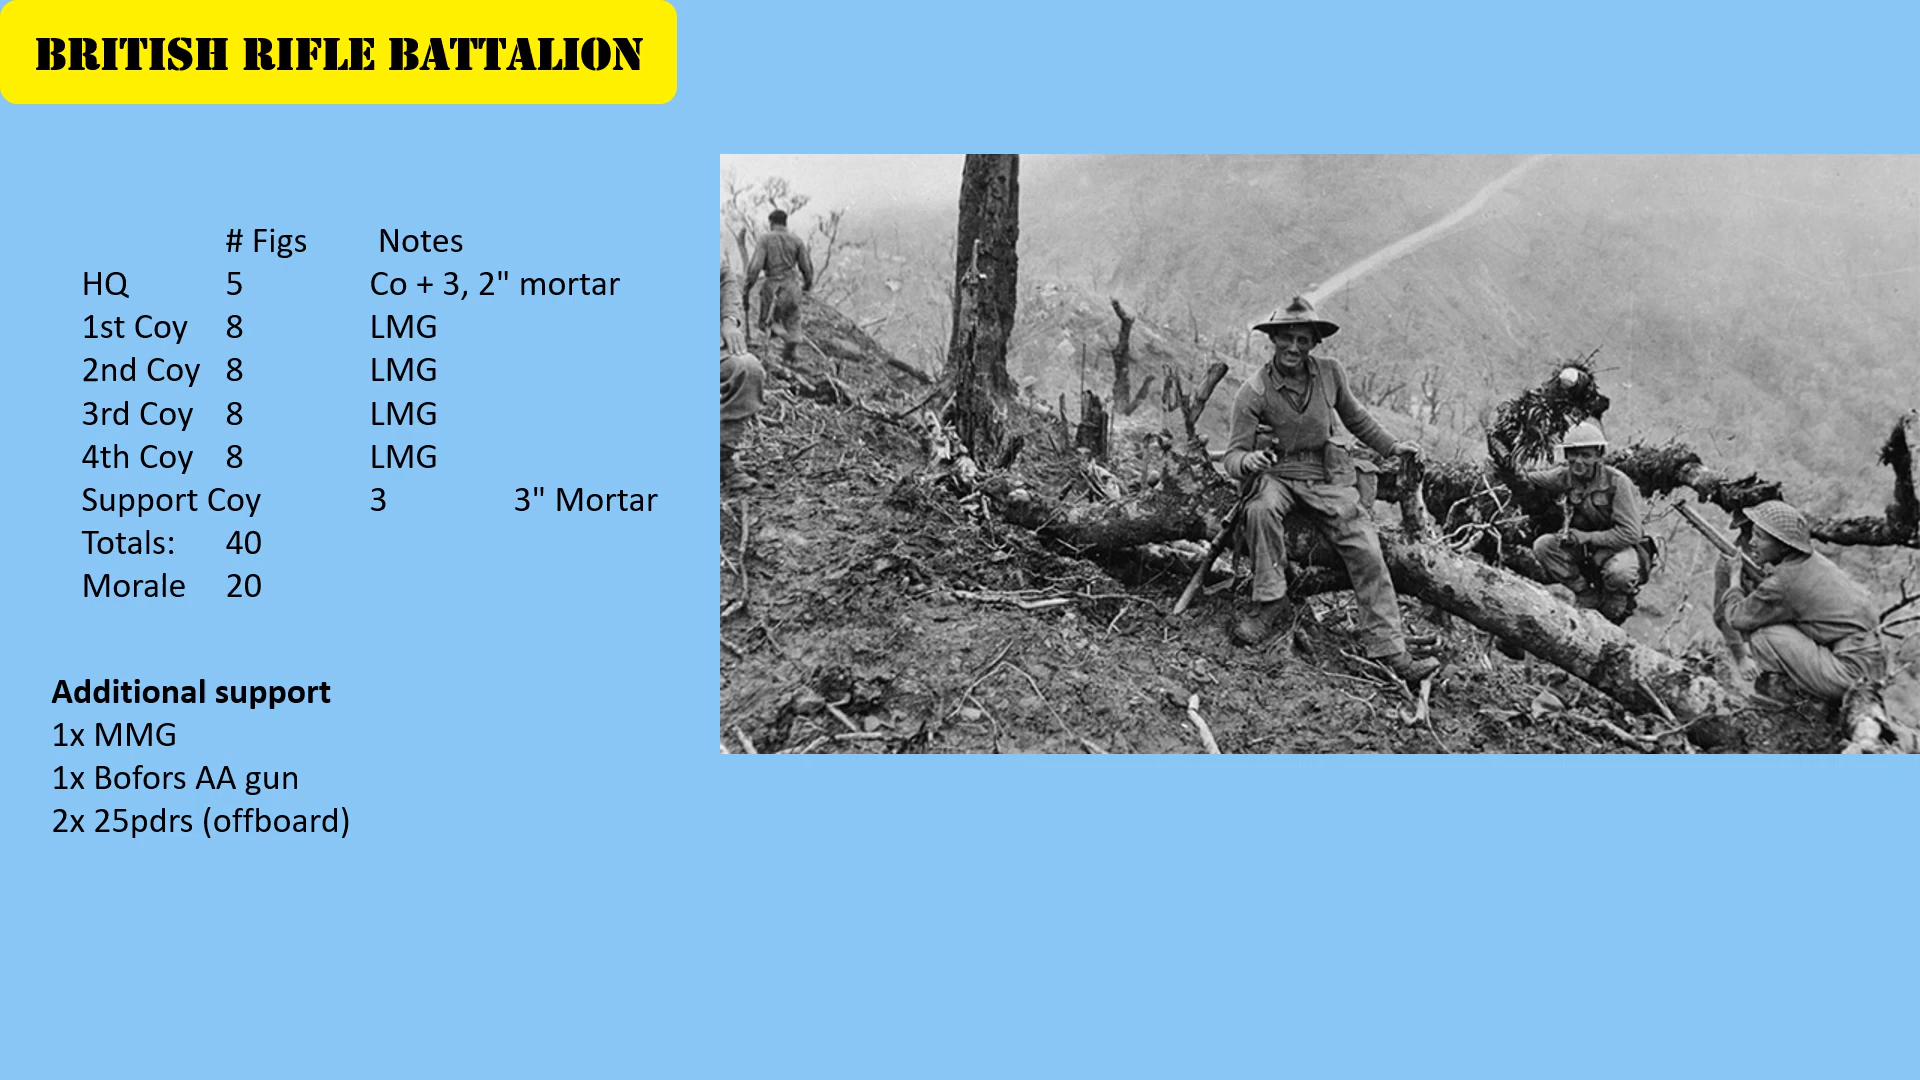 BRITISH RIFLE BATTALION
# Figs Notes
HQ 5 Co + 3, 2" mortar
1st Coy 8 LMG
2nd Coy 8 LMG
3rd Coy 8 LMG
4th Coy 8 LMG
Support Coy 3 3" Mortar
Totals: 40
Morale 20
Additional support
1x MMG
1x Bofors AA gun
2x 25pdrs (offboard)